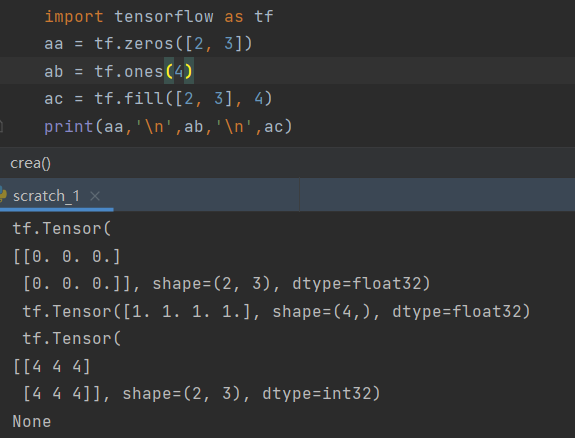 import tensorflow as tf
aa = tf.zeros([2, 3])
ab = tf.ones(4)
ac = tf.fill([2, 3], 4)
print(aa,'\n',ab,'\n',ac)
crea()
scratch_1 ×
tf.Tensor(
[[0. 0. 0.]
 [0. 0. 0.]], shape=(2, 3), dtype=float32)
 tf.Tensor([1. 1. 1. 1.], shape=(4,), dtype=float32)
 tf.Tensor(
[[4 4 4]
 [4 4 4]], shape=(2, 3), dtype=int32)
None